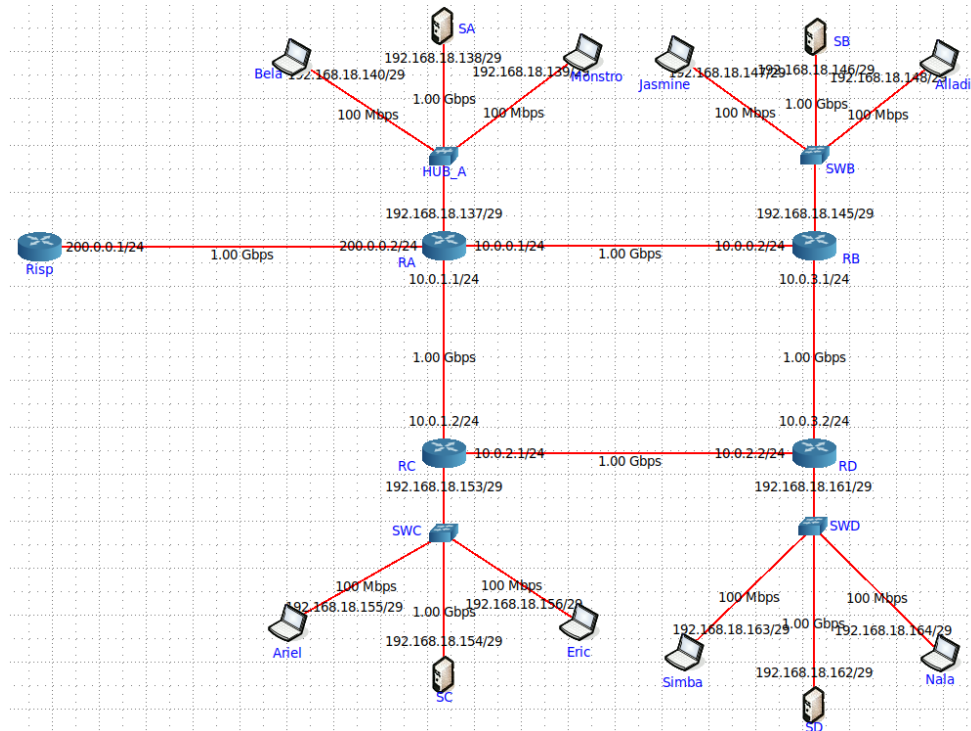 SA
192.168.18.138/29
Bela
192.168.18.140/29
192.168.18.139/29
Monstro
1.00 Gbps
100 Mbps
100 Mbps
HUB_A
192.168.18.137/29
SB
192.168.18.146/29
Jasmine
192.168.18.147/29
192.168.18.148/29
Alladi
1.00 Gbps
100 Mbps
100 Mbps
SWB
192.168.18.145/29
Risp
200.0.0.1/24
1.00 Gbps
200.0.0.2/24
RA
10.0.0.1/24
1.00 Gbps
10.0.0.2/24
RB
10.0.1.1/24
10.0.3.1/24
1.00 Gbps
1.00 Gbps
10.0.1.2/24
10.0.3.2/24
RC
10.0.2.1/24
1.00 Gbps
10.0.2.2/24
RD
192.168.18.153/29
192.168.18.161/29
SWC
100 Mbps
100 Mbps
192.168.18.155/29
1.00 Gbps
192.168.18.156/29
Ariel
192.168.18.154/29
Eric
SC
SWD
100 Mbps
100 Mbps
192.168.18.163/29
1.00 Gbps
192.168.18.164/29
Simba
192.168.18.162/29
Nala
SD